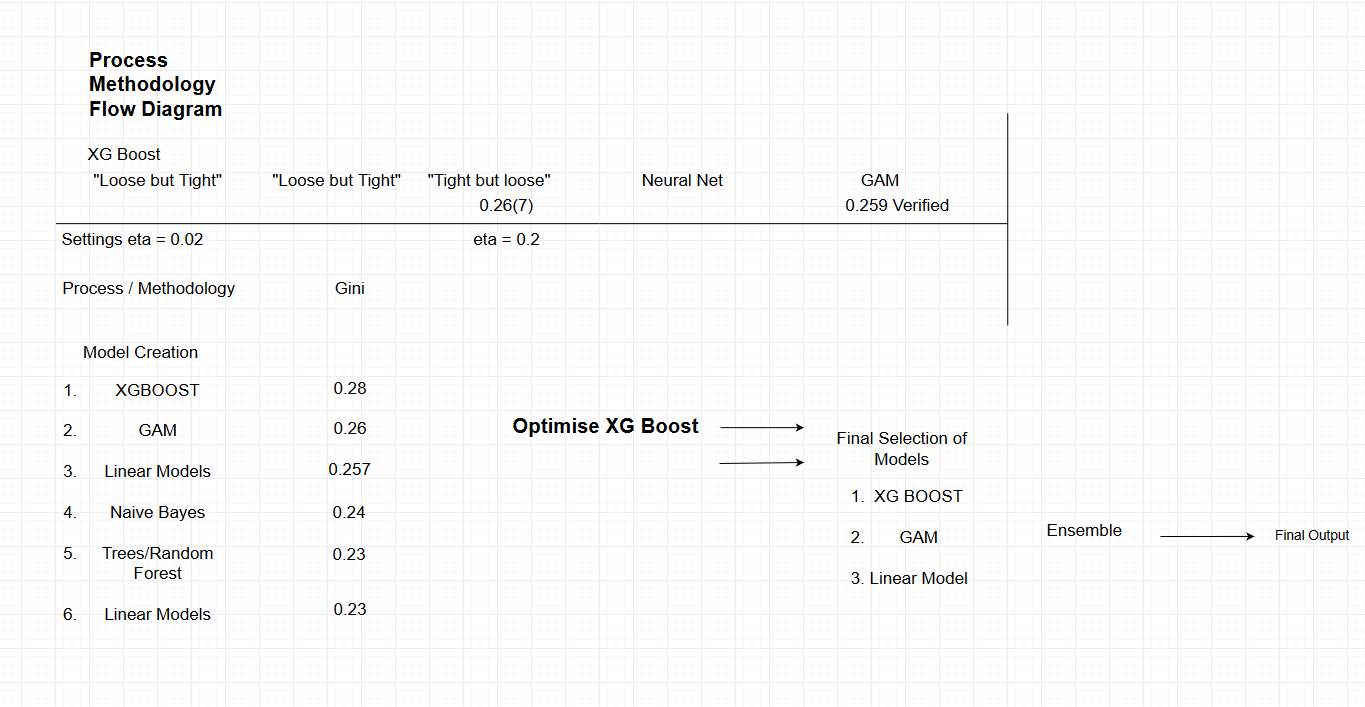 Process
Methodology
Flow Diagram
XG Boost
"Loose but Tight" "Loose but Tight" "Tight but loose" Neural Net GAM
0.26(7) 0.259 Verified
Settings eta = 0.02 eta = 0.2
Process / Methodology Gini
Model Creation
1. XGBOOST 0.28
2. GAM 0.26
3. Linear Models 0.257
4. Naive Bayes 0.24
5. Trees/Random 0.23
Forest
6. Linear Models 0.23
Optimise XG Boost
Final Selection of
Models
1. XG BOOST
2. GAM
3. Linear Model
Ensemble
Final Output